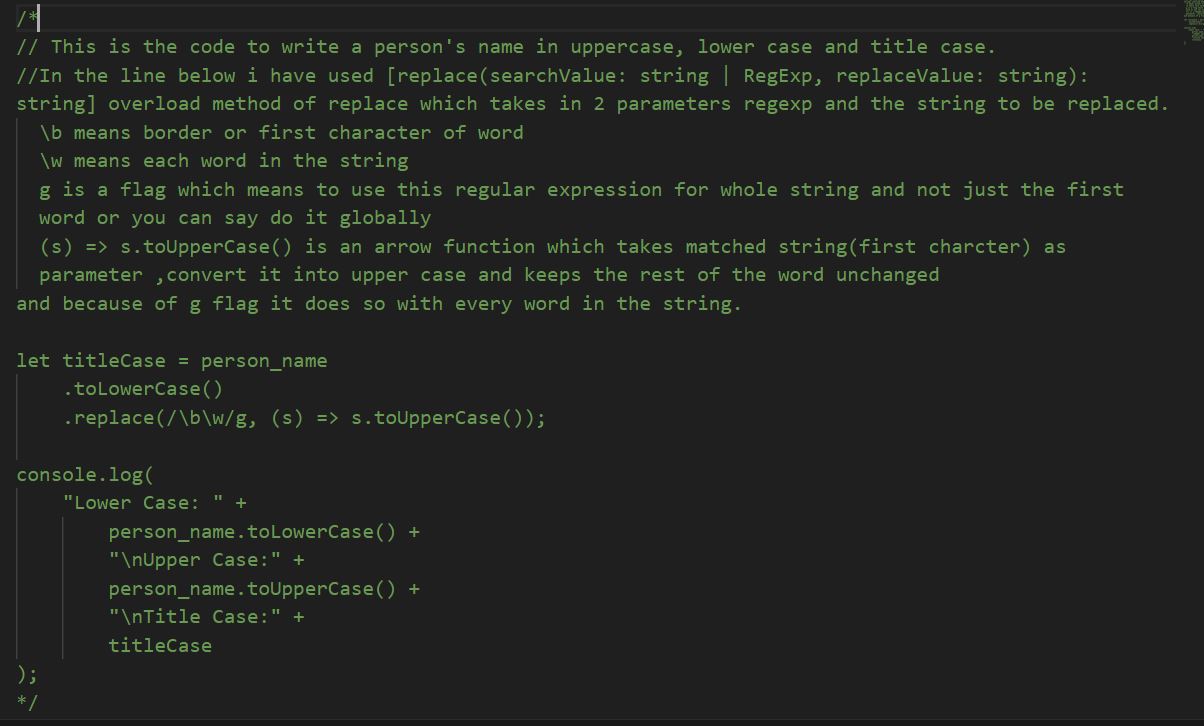 /*
// This is the code to write a person's name in uppercase, lower case and title case.
//In the line below i have used [replace(searchValue: string | RegExp, replaceValue: string):
string] overload method of replace which takes in 2 parameters regexp and the string to be replaced.
\b means border or first character of word
\w means each word in the string
g is a flag which means to use this regular expression for whole string and not just the first
word or you can say do it globally
(s) => s.toUpperCase() is an arrow function which takes matched string(first charcter) as
parameter ,convert it into upper case and keeps the rest of the word unchanged
and because of g flag it does so with every word in the string.

let titleCase = person_name
    .toLowerCase()
    .replace(/\b\w/g, (s) => s.toUpperCase());

console.log(
    "Lower Case: " +
        person_name.toLowerCase() +
        "\nUpper Case:" +
        person_name.toUpperCase() +
        "\nTitle Case:" +
        titleCase
);
*/